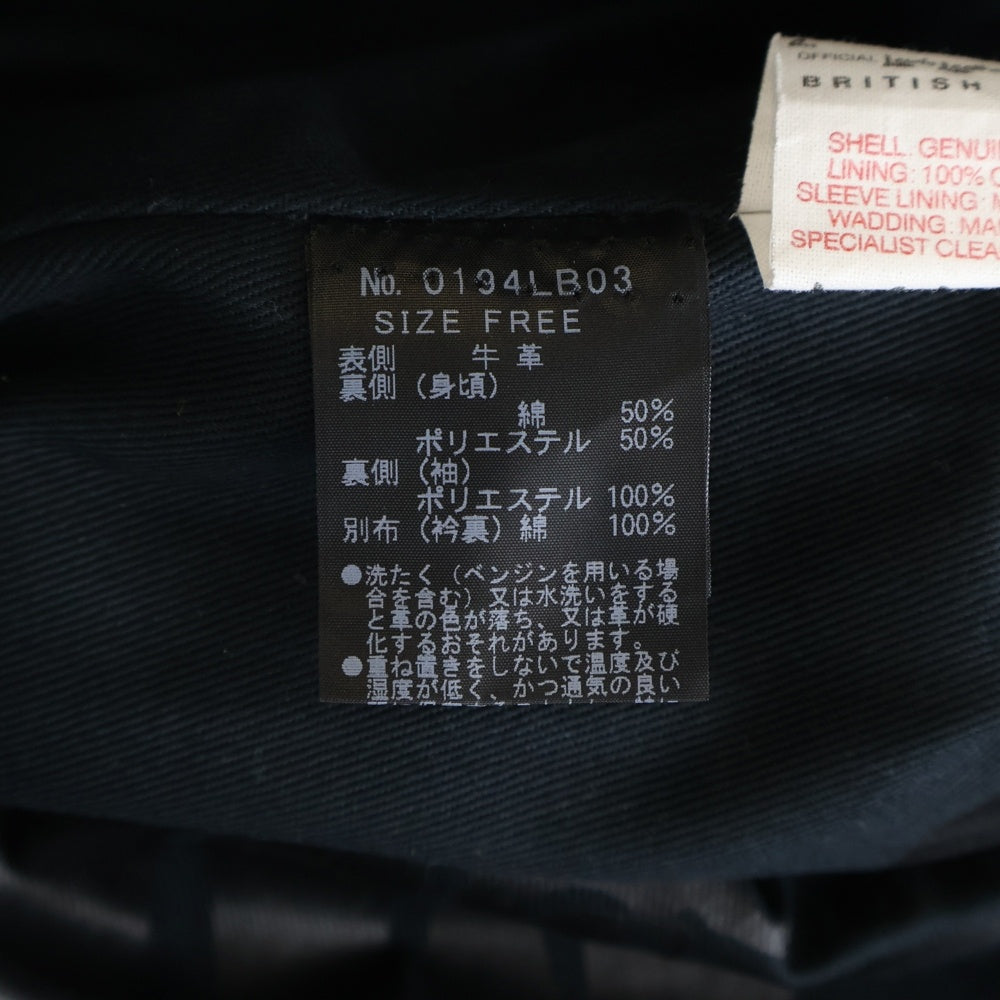 No. 0194LB03
SIZE FREE
表側 牛革
裏側(身頃)
綿 50%
ポリエステル 50%
裏側(袖)
ポリエステル 100%
別布(衿裏)綿 100%
●洗たく(ベンジンを用いる場
合を含む)又は水洗いをする
と革の色が落ち、又は革が硬
化するおそれがあります。
●重ね置きをしないで温度及び
湿度が低く、かつ通気の良い
OFFICIAL
BRITISH
SHELL: GENUI
LINING: 100%
SLEEVE LINING:
WADDING: MA
SPECIALIST CLEA